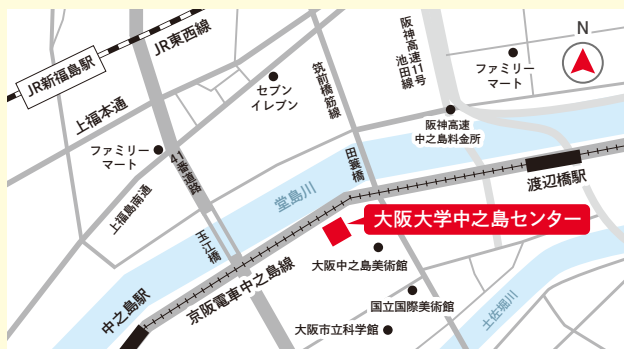 JR新福島駅
JR東西線
上福本通
セブン
イレブン
筑前橋筋線
阪神高速11号
池田線
ファミリー
マート
N
ファミリー
マート
上福島南通
41番道路
阪神高速
中之島料金所
田簑橋
堂島川
渡辺橋駅
大阪大学中之島センター
玉江橋
京阪電車中之島線
中之島駅
大阪中之島美術館
国立国際美術館
大阪市立科学館
土佐堀川